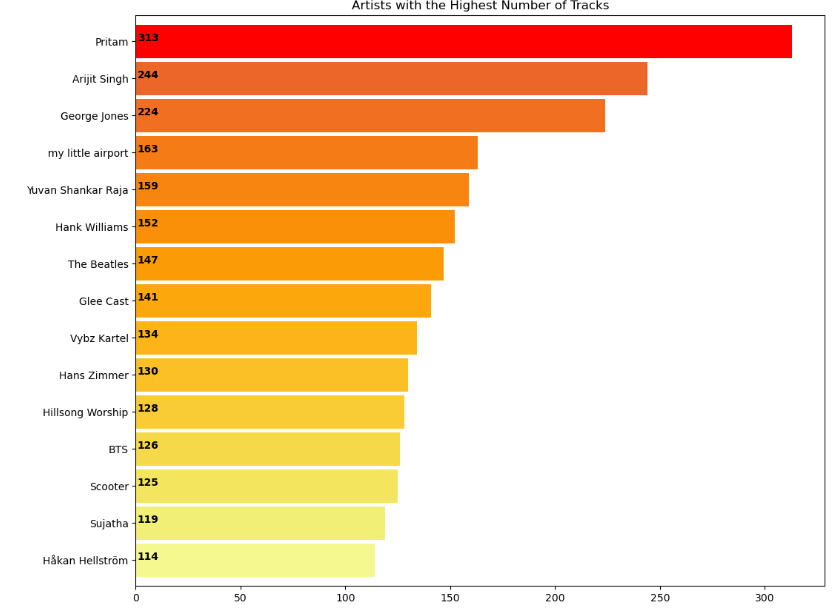 Artists with the Highest Number of Tracks
Pritam 313
Arijit Singh 244
George Jones 224
my little airport 163
Yuvan Shankar Raja 159
Hank Williams 152
The Beatles 147
Glee Cast 141
Vybz Kartel 134
Hans Zimmer 130
Hillsong Worship 128
BTS 126
Scooter 125
Sujatha 119
Håkan Hellström 114
0 50 100 150 200 250 300